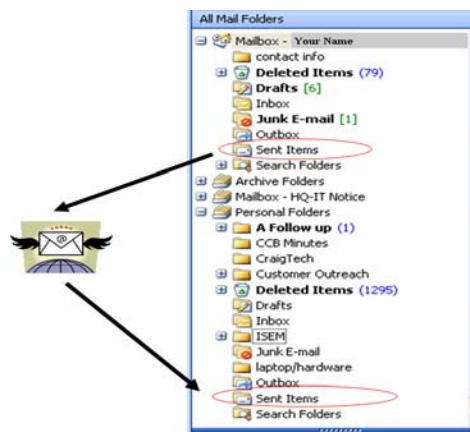 All Mail Folders
Mailbox - Your Name
contact info
Deleted Items (79)
Drafts [6]
Inbox
Junk E-mail [1]
Outbox
Sent Items
Search Folders
Archive Folders
Mailbox - HQ-IT Notice
Personal Folders
A Follow up (1)
CCB Minutes
CraigTech
Customer Outreach
Deleted Items (1295)
Drafts
Inbox
ISEM
Junk E-mail
laptop/hardware
Outbox
Sent Items
Search Folders
@